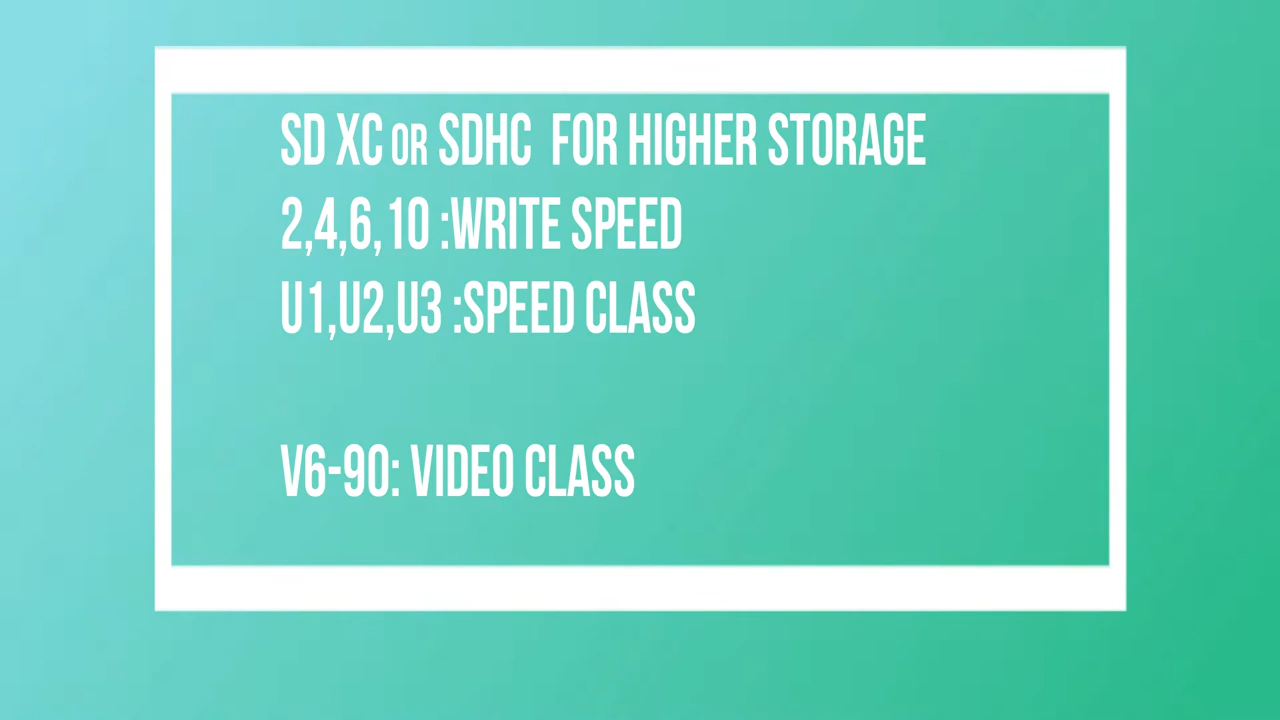 SD XC OR SDHC FOR HIGHER STORAGE
2,4,6,10 :WRITE SPEED
U1,U2,U3 :SPEED CLASS
V6-90: VIDEO CLASS